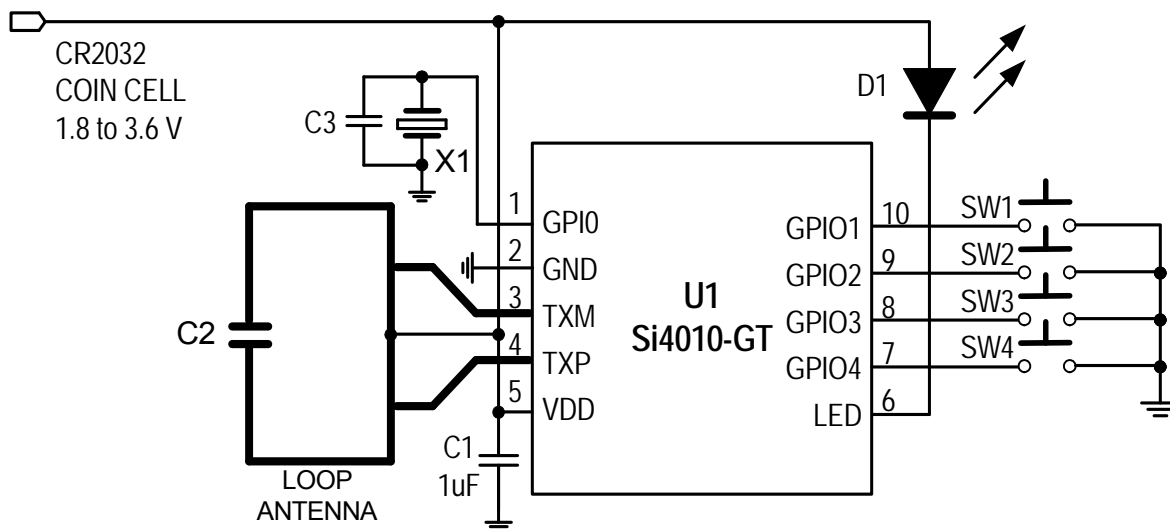 CR2032
COIN CELL
1.8 to 3.6 V
D1
C3
X1
1
GPI0
2
GND
3
TXM
4
TXP
5
VDD
U1
Si4010-GT
GPIO1
10
SW1
GPIO2
9
SW2
GPIO3
8
SW3
GPIO4
7
SW4
LED
6
C2
C1
1uF
LOOP
ANTENNA